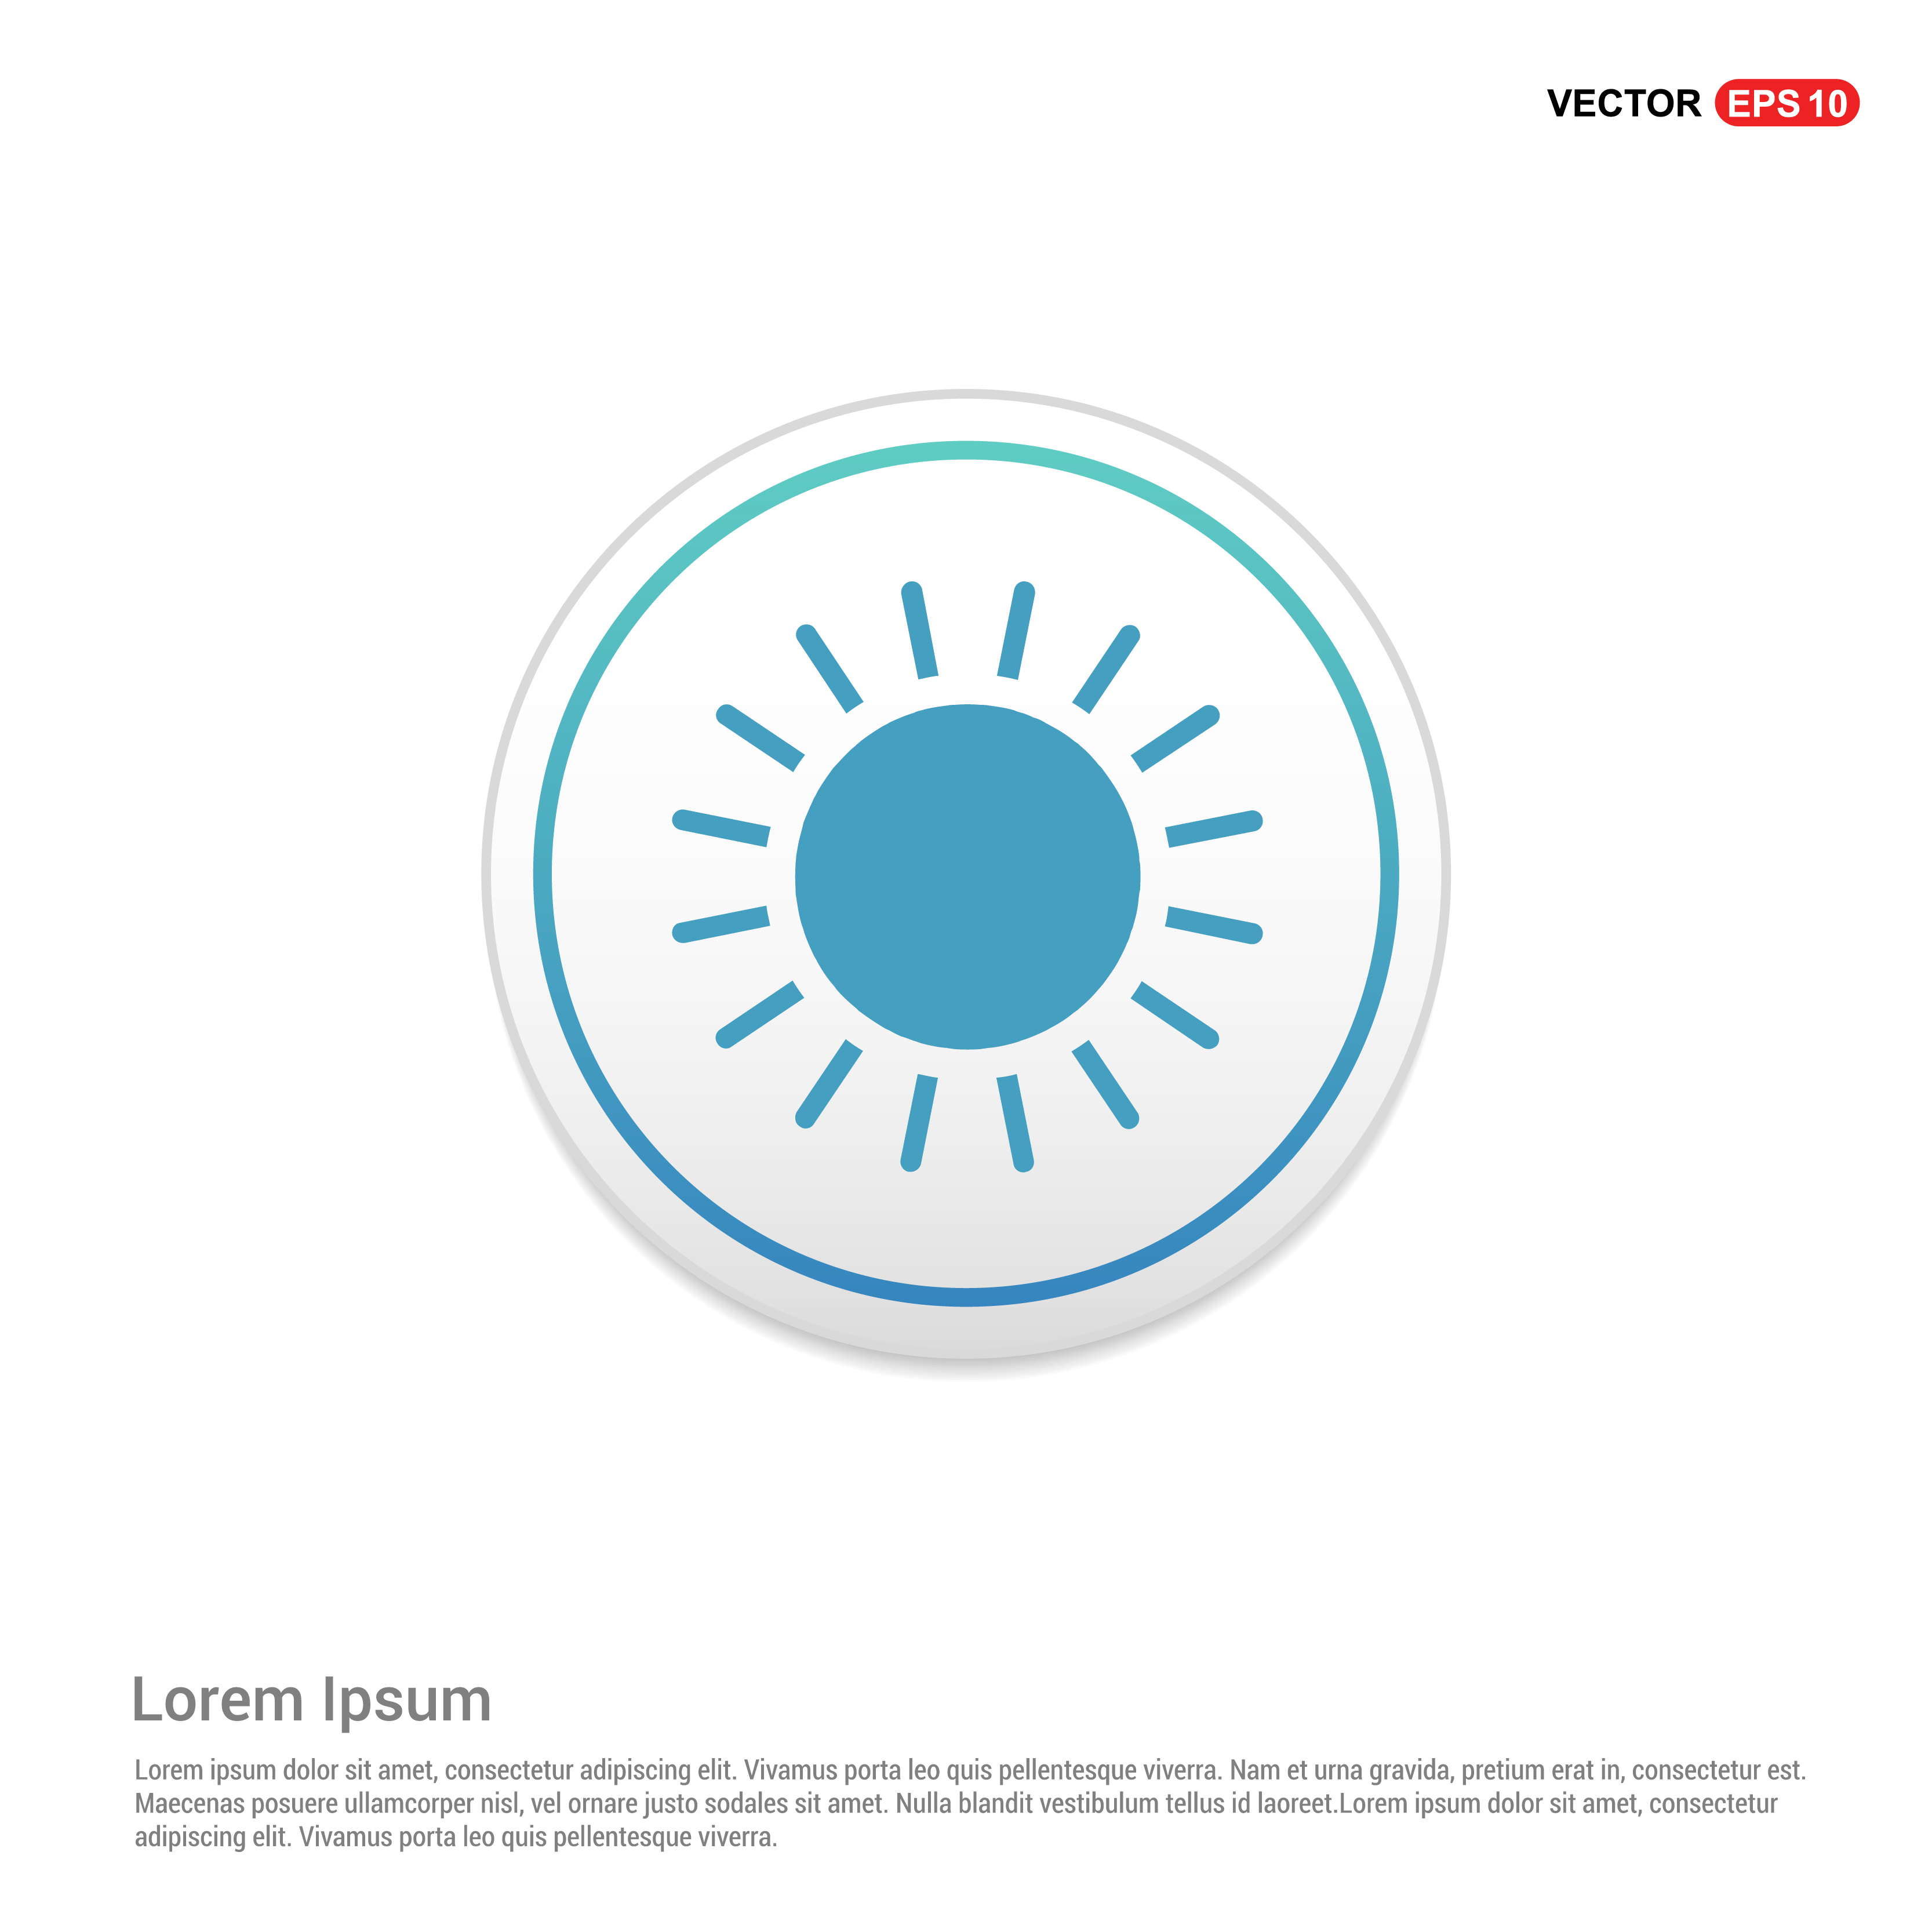 VECTOR EPS 10
Lorem Ipsum
Lorem ipsum dolor sit amet, consectetur adipiscing elit. Vivamus porta leo quis pellentesque viverra. Nam et urna gravida, pretium erat in, consectetur est.
Maecenas posuere ullamcorper nisl, vel ornare justo sodales sit amet. Nulla blandit vestibulum tellus id laoreet.Lorem ipsum dolor sit amet, consectetur
adipiscing elit. Vivamus porta leo quis pellentesque viverra.